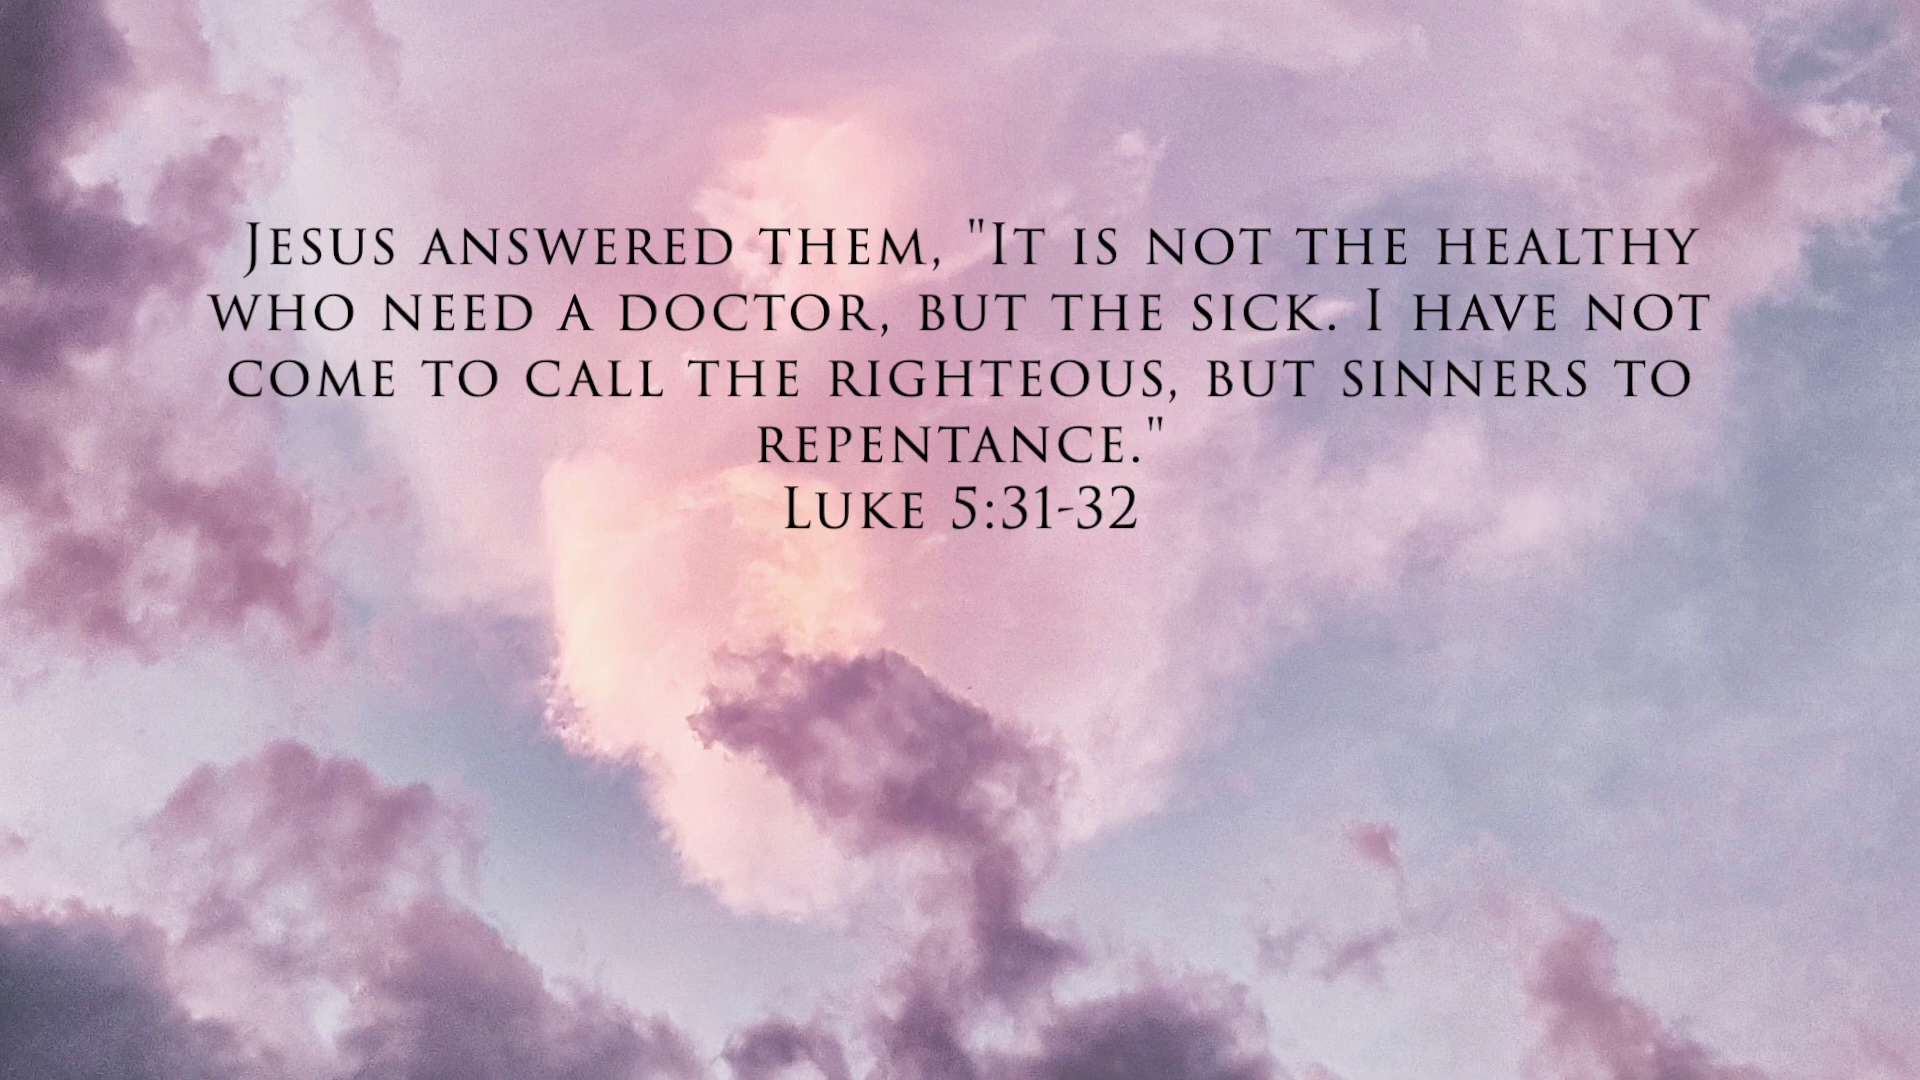 Jesus answered them, "It is not the healthy
who need a doctor, but the sick. I have not
come to call the righteous, but sinners to
repentance."
Luke 5:31-32